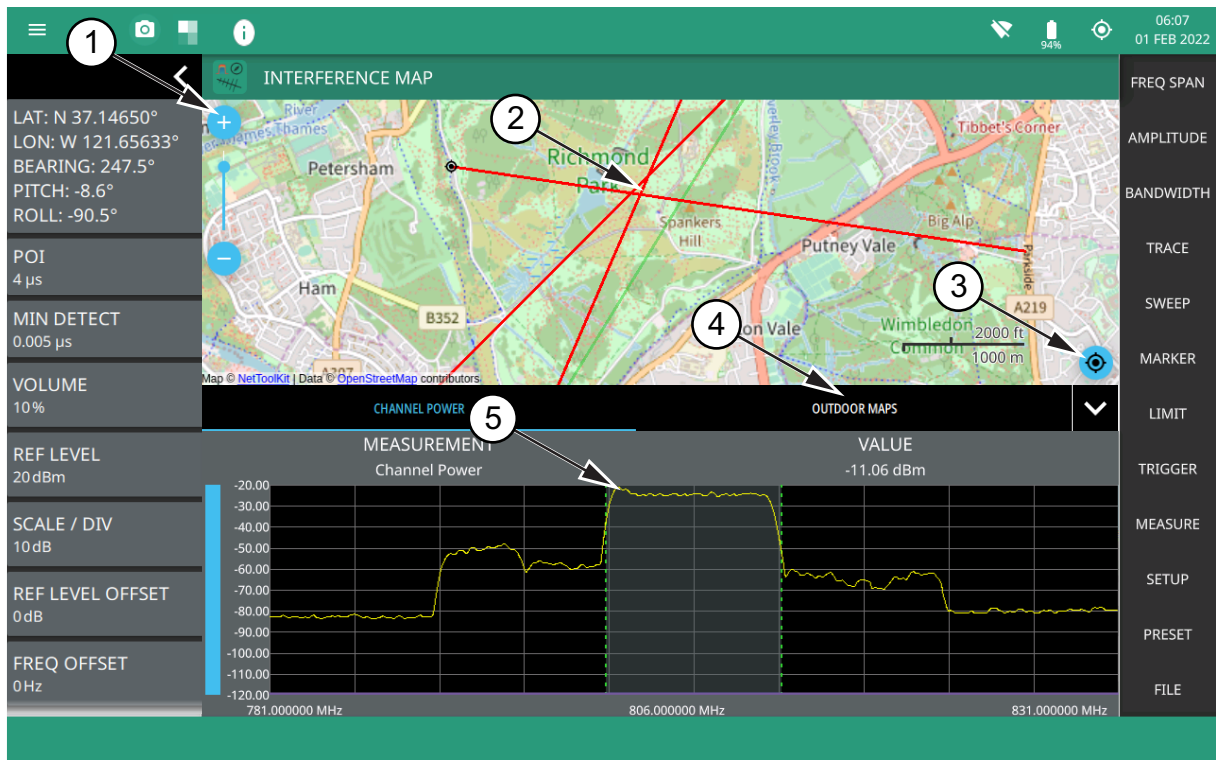 06:07
94%
01 FEB 2022
1
INTERFERENCE MAP
FREQ SPAN
AMPLITUDE
BANDWIDTH
TRACE
SWEEP
MARKER
LIMIT
TRIGGER
MEASURE
SETUP
PRESET
FILE
LAT: N 37.14650°
LON: W 121.65633°
BEARING: 247.5°
PITCH: -8.6°
ROLL: -90.5°
POI
4 µs
MIN DETECT
0.005 µs
VOLUME
10%
REF LEVEL
20 dBm
SCALE / DIV
10 dB
REF LEVEL OFFSET
0 dB
FREQ OFFSET
0 Hz
River
Thames
2
Tibbet's Corner
Beverley Brook
Petersham
Richmond
Park
Spankers
Hill
Big Alp
Putney Vale
Parkside
Ham
3
A219
B352
4
on Vale
Wimbledon
Common
2000 ft
1000 m
A307
Map © NetToolKit | Data © OpenStreetMap contributors
CHANNEL POWER
OUTDOOR MAPS
5
MEASUREMENT
VALUE
Channel Power
-11.06 dBm
-20.00
-30.00
-40.00
-50.00
-60.00
-70.00
-80.00
-90.00
-100.00
-110.00
-120.00
781.000000 MHz
806.000000 MHz
831.000000 MHz